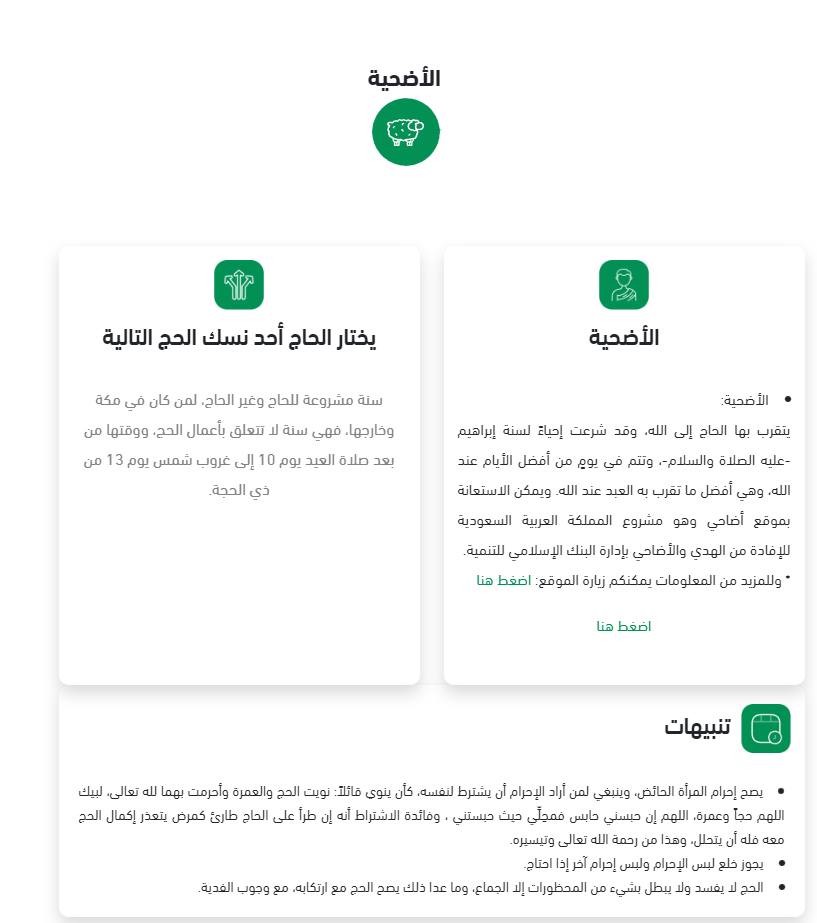 الأضحية
الأضحية
• الأضحية:
يتقرب بها الحاج إلى الله، وقد شرعت إحياءً لسنة إبراهيم
-عليه الصلاة والسلام-، وتتم في يومٍ من أفضل الأيام عند
الله، وهي أفضل ما تقرب به العبد عند الله. ويمكن الاستعانة
بموقع أضاحي وهو مشروع المملكة العربية السعودية
للإفادة من الهدي والأضاحي بإدارة البنك الإسلامي للتنمية.
* وللمزيد من المعلومات يمكنكم زيارة الموقع: اضغط هنا
اضغط هنا
يختار الحاج أحد نسك الحج التالية
سنة مشروعة للحاج وغير الحاج، لمن كان في مكة
وخارجها، فهي سنة لا تتعلق بأعمال الحج، ووقتها من
بعد صلاة العيد يوم 10 إلى غروب شمس يوم 13 من
ذي الحجة.
تنبيهات
• يصح إحرام المرأة الحائض، وينبغي لمن أراد الإحرام أن يشترط لنفسه، كأن ينوي قائلاً: نويت الحج والعمرة وأحرمت بهما لله تعالى، لبيك
اللهم حجاً وعمرة، اللهم إن حبسني حابس فمحِلَّي حيث حبستني ، وفائدة الاشتراط أنه إن طرأ على الحاج طارئ كمرض يتعذر إكمال الحج
معه فله أن يتحلل، وهذا من رحمة الله تعالى وتيسيره.
• يجوز خلع لبس الإحرام ولبس إحرام آخر إذا احتاج.
• الحج لا يفسد ولا يبطل بشيء من المحظورات إلا الجماع، وما عدا ذلك يصح الحج مع ارتكابه، مع وجوب الفدية.